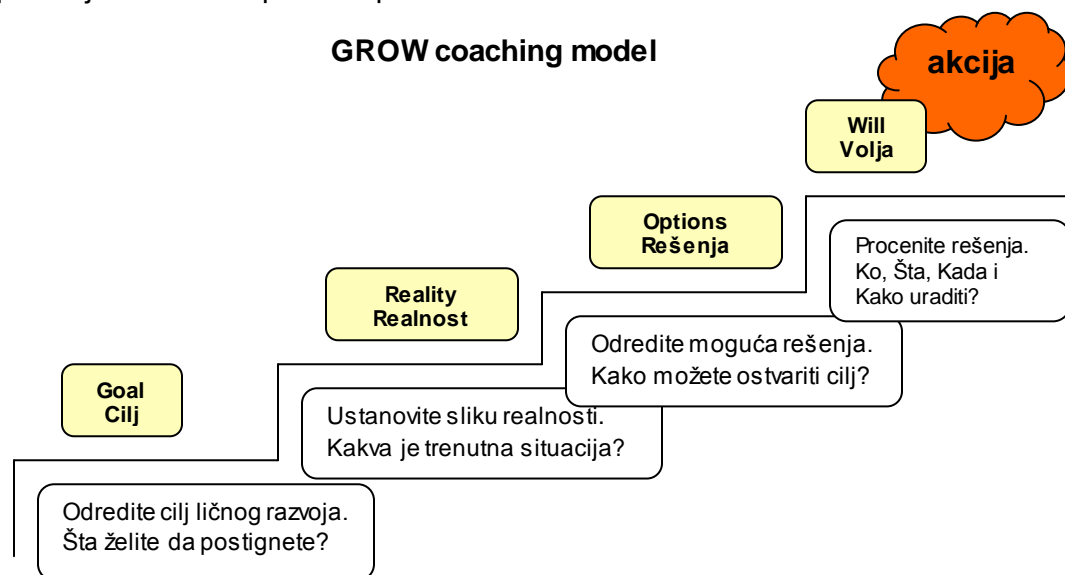 GROW coaching model
akcija
Will
Volja
Options
Rešenja
Procenite rešenja.
Ko, Šta, Kada i
Kako uraditi?
Reality
Realnost
Odredite moguća rešenja.
Kako možete ostvariti cilj?
Goal
Cilj
Ustanovite sliku realnosti.
Kakva je trenutna situacija?
Odredite cilj ličnog razvoja.
Šta želite da postignete?